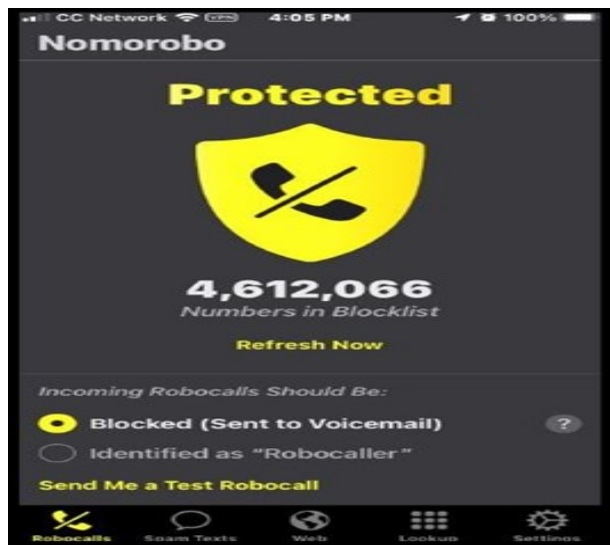 CC Network VPN 4:05 PM 100%
Nomorobo
Protected
4,612,066
Numbers in Blocklist
Refresh Now
Incoming Robocalls Should Be:
Blocked (Sent to Voicemail) ?
Identified as "Robocaller"
Send Me a Test Robocall
Robocalls Spam Texts Web Lookup Settings